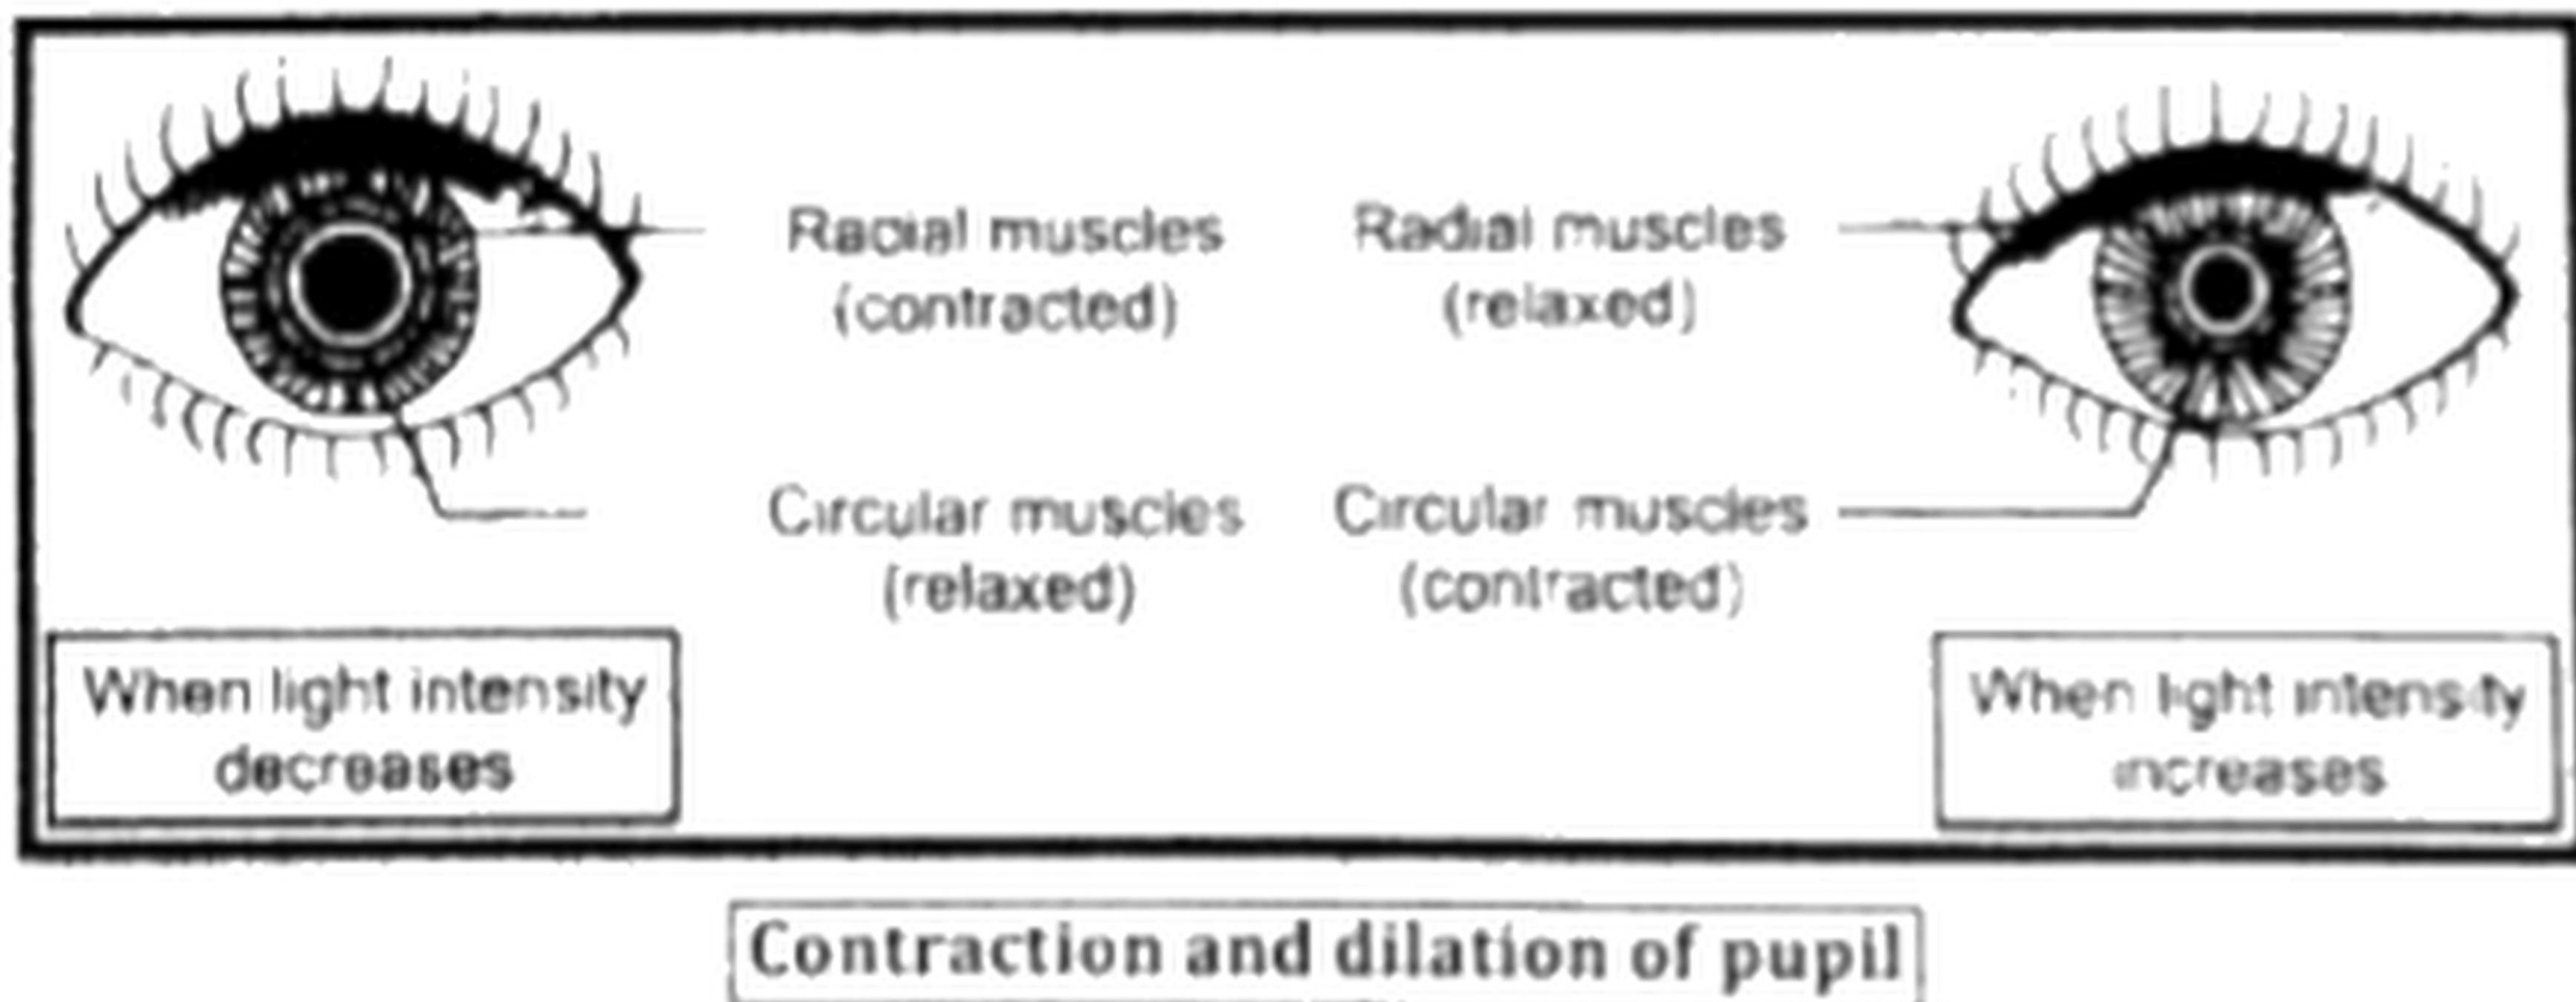 Radial muscles
(contracted)
Radial muscles
(relaxed)
Circular muscles
(relaxed)
Circular muscles
(contracted)
When light intensity
decreases
When light intensity
increases
Contraction and dilation of pupil